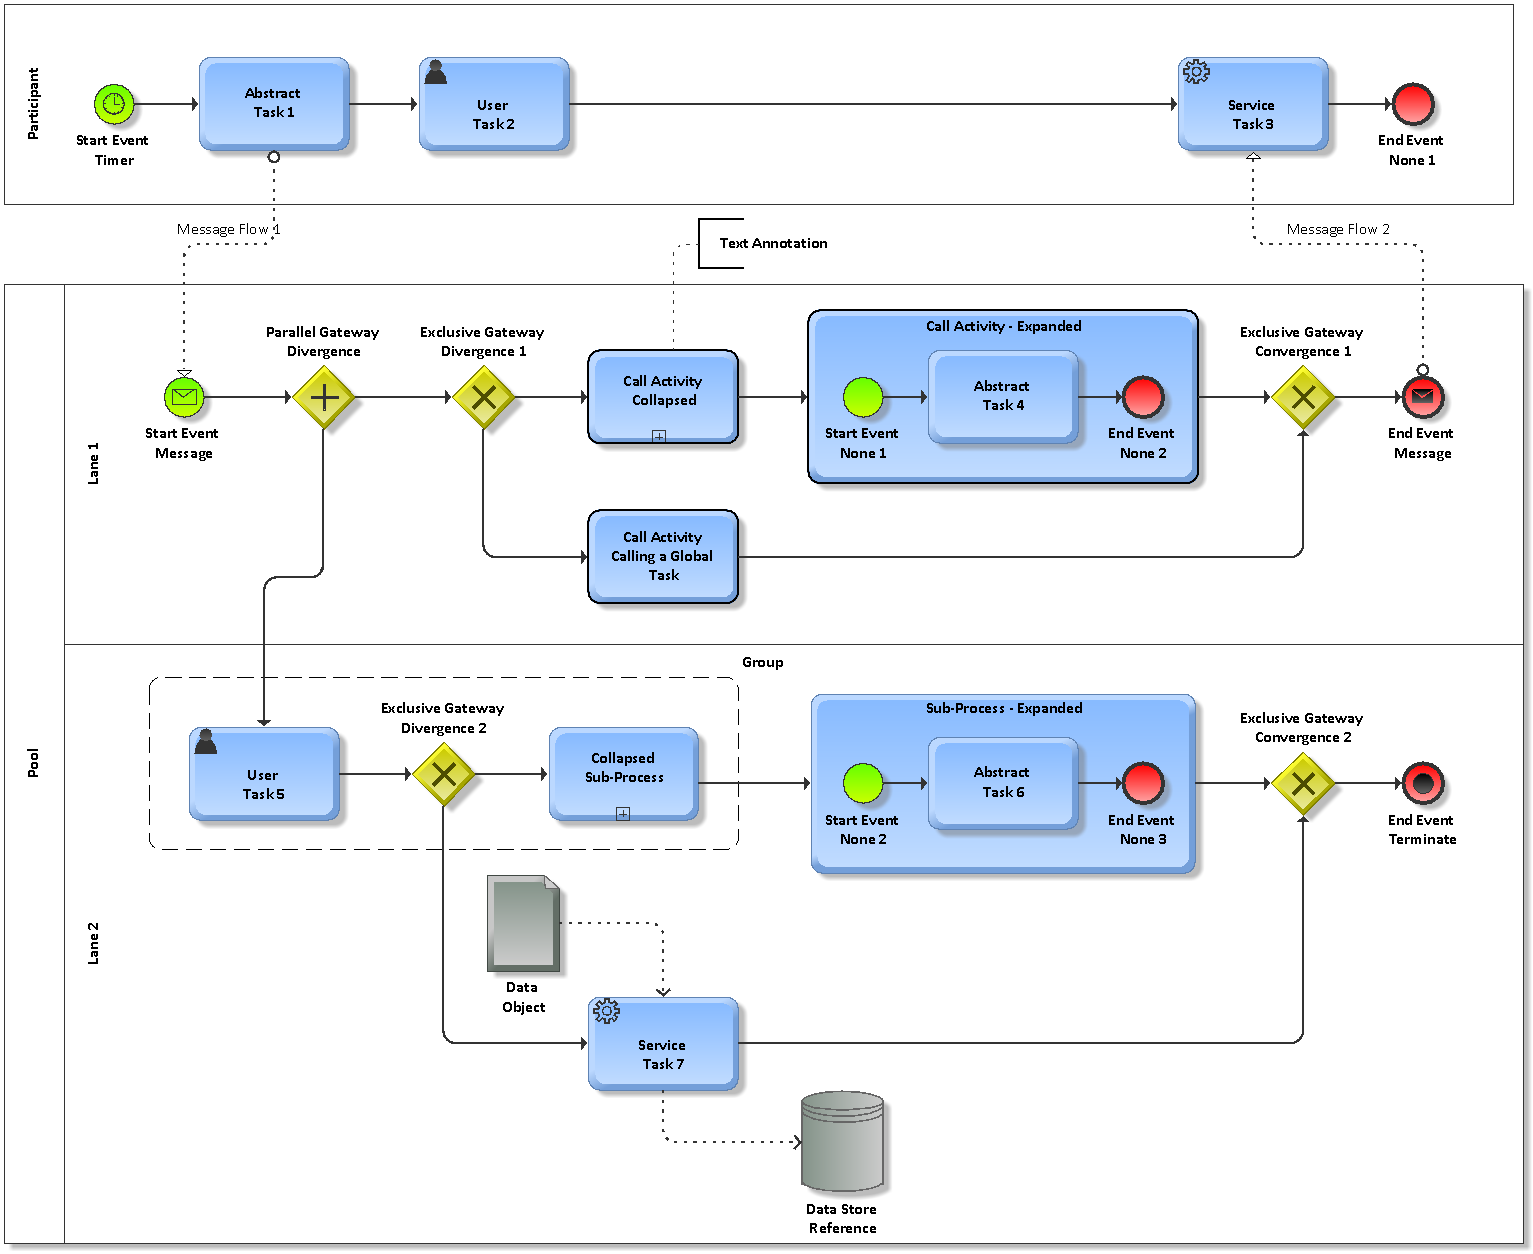 Participant
Abstract
Task 1
User
Task 2
Service
Task 3
Start Event
Timer
End Event
None 1
Message Flow 1
Text Annotation
Message Flow 2
Pool
Lane 1
Parallel Gateway
Divergence
Exclusive Gateway
Divergence 1
Call Activity
Collapsed
Call Activity - Expanded
Abstract
Task 4
Start Event
None 1
End Event
None 2
Exclusive Gateway
Convergence 1
Start Event
Message
End Event
Message
Call Activity
Calling a Global
Task
Lane 2
Group
Exclusive Gateway
Divergence 2
User
Task 5
Collapsed
Sub-Process
Sub-Process - Expanded
Abstract
Task 6
Start Event
None 2
End Event
None 3
Exclusive Gateway
Convergence 2
End Event
Terminate
Data
Object
Service
Task 7
Data Store
Reference